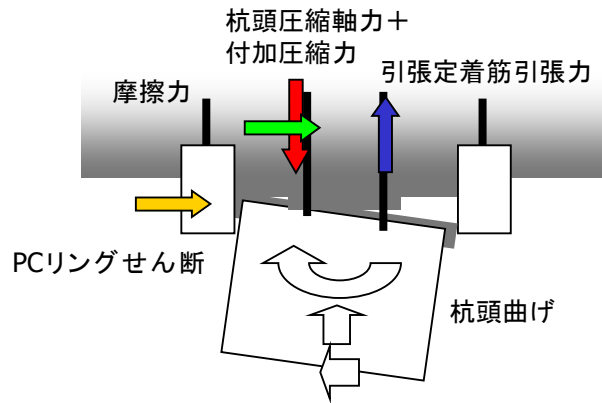 杭頭圧縮軸力＋
付加圧縮力
引張定着筋引張力
摩擦力
PCリングせん断
杭頭曲げ